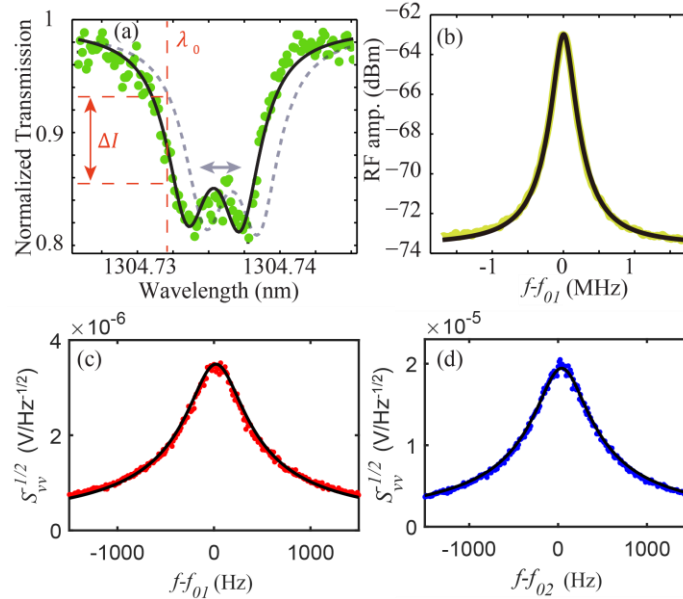 (a)
λ₀
ΔI
Normalized Transmission
1
0.9
0.8
1304.73
1304.74
Wavelength (nm)
(b)
RF amp. (dBm)
−62
−66
−70
−74
-1
0
1
f-f₀₁ (MHz)
×10⁻⁶
(c)
S_vv^-1/2 (V/Hz^-1/2)
4
2
0
-1000
0
1000
f-f₀₁ (Hz)
×10⁻⁵
(d)
S_vv^-1/2 (V/Hz^-1/2)
2
1
0
-1000
0
1000
f-f₀₂ (Hz)